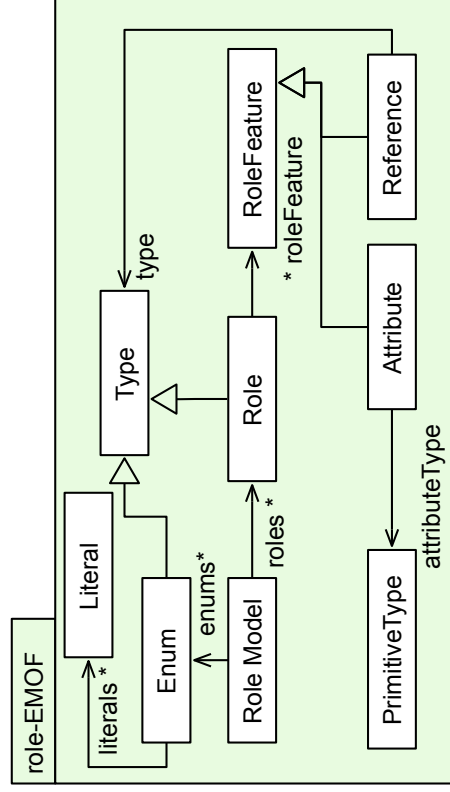 role-EMOF
literals *
Literal
Type
type
Enum
enums*
Role Model
roles *
Role
* roleFeature
RoleFeature
PrimitiveType
attributeType
Attribute
Reference